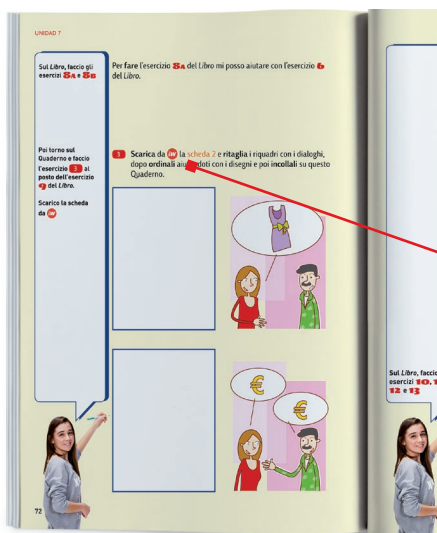 UNIDAD 7
Sul Libro, faccio gli
esercizi 8A e 8B
Per fare l'esercizio 8A del Libro mi posso aiutare con l'esercizio 6
del Libro.
Poi torno sul
Quaderno e faccio
l'esercizio 3 al
posto dell'esercizio
9 del Libro.
Scarico la scheda
da iw
3 Scarica da iw la scheda 2 e ritaglia i riquadri con i dialoghi,
dopo ordinali coi disegni e poi incollali su questo
Quaderno.
€
€
72
Sul Libro, faccio
esercizi 10,
12 e 13